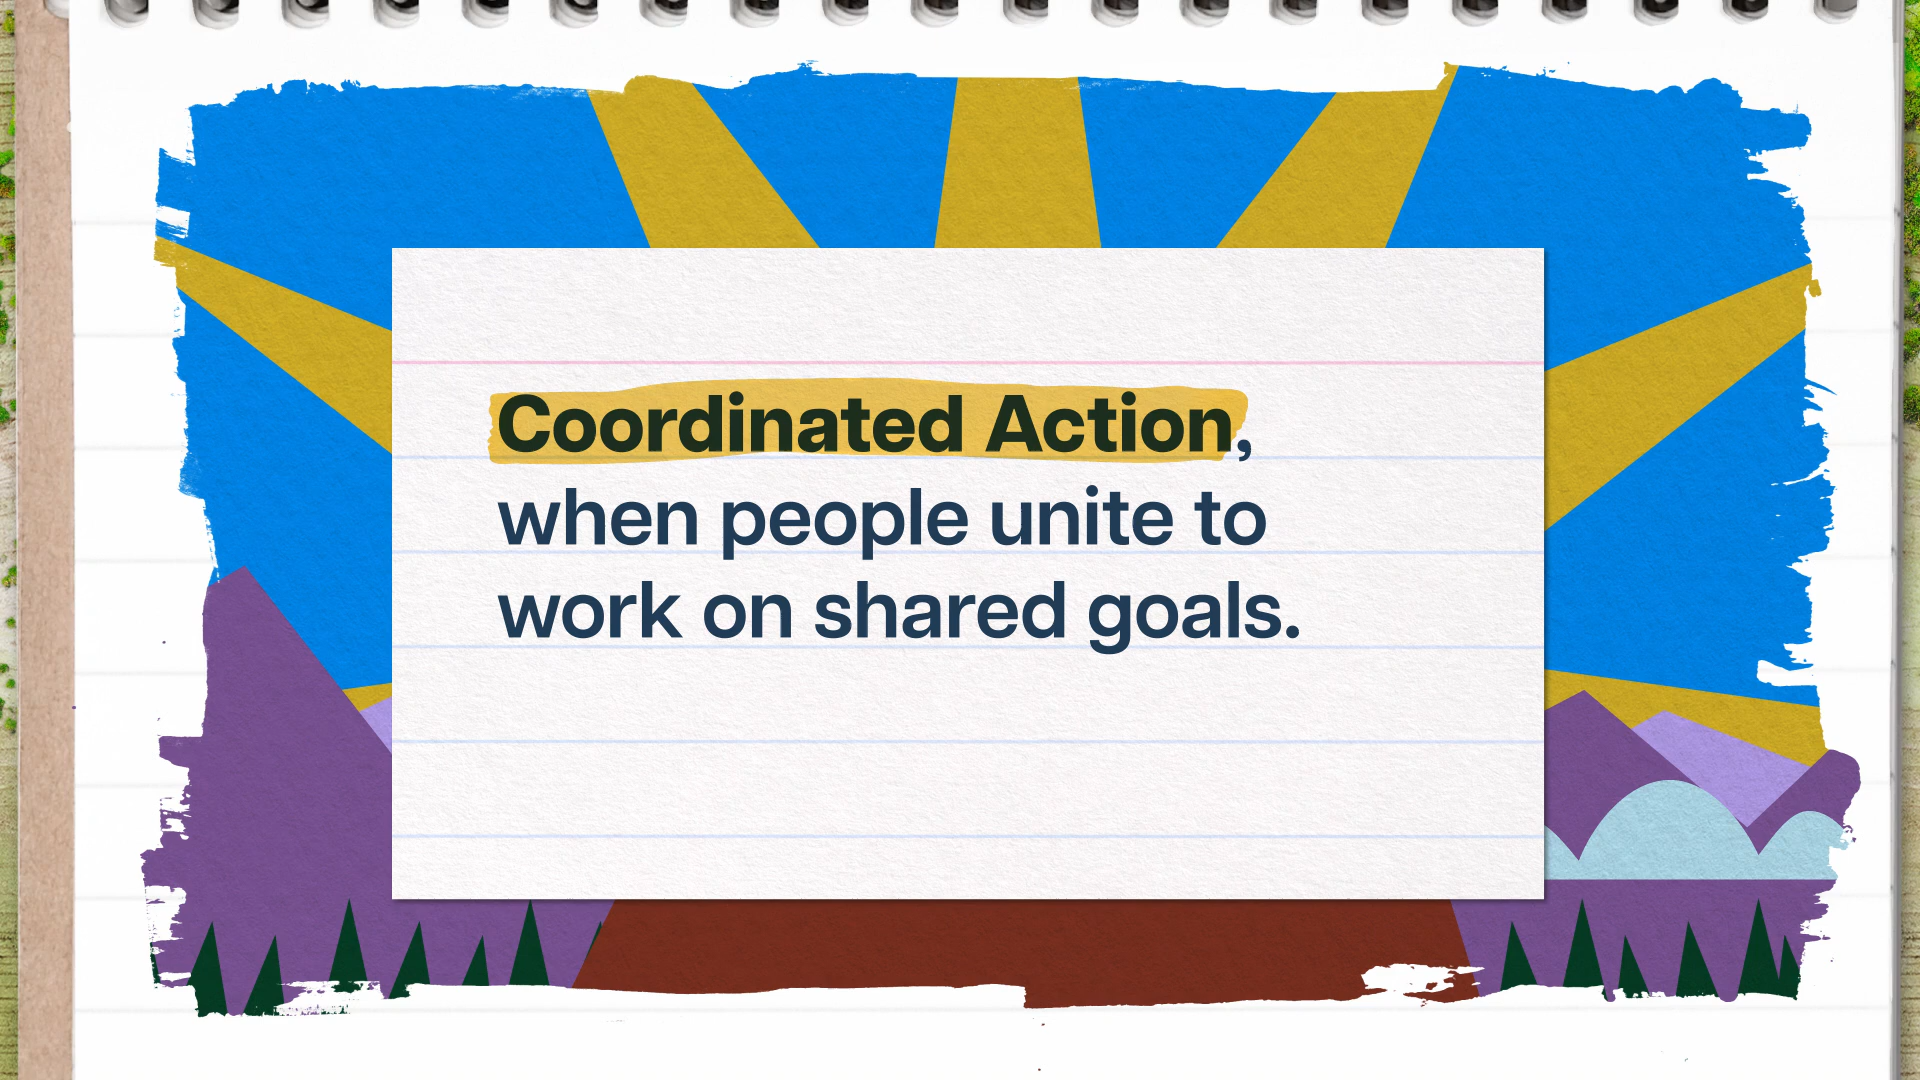 Coordinated Action,
when people unite to
work on shared goals.